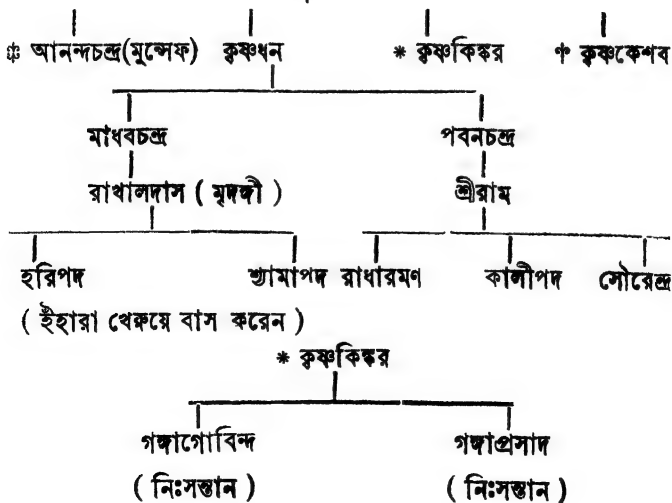 ⁂ আনন্দচন্দ্র(মুন্সেফ) কৃষ্ণধন * কৃষ্ণকিঙ্কর † কৃষ্ণকেশব
মাধবচন্দ্র পবনচন্দ্র
রাখালদাস ( মৃদঙ্গী ) শ্রীরাম
হরিপদ শ্যামাপদ রাধারমণ কালীপদ সৌরেন্দ্র
( ইঁহারা খেরুয়ে বাস করেন )
* কৃষ্ণকিঙ্কর
গঙ্গাগোবিন্দ গঙ্গাপ্রসাদ
( নিঃসন্তান ) ( নিঃসন্তান )